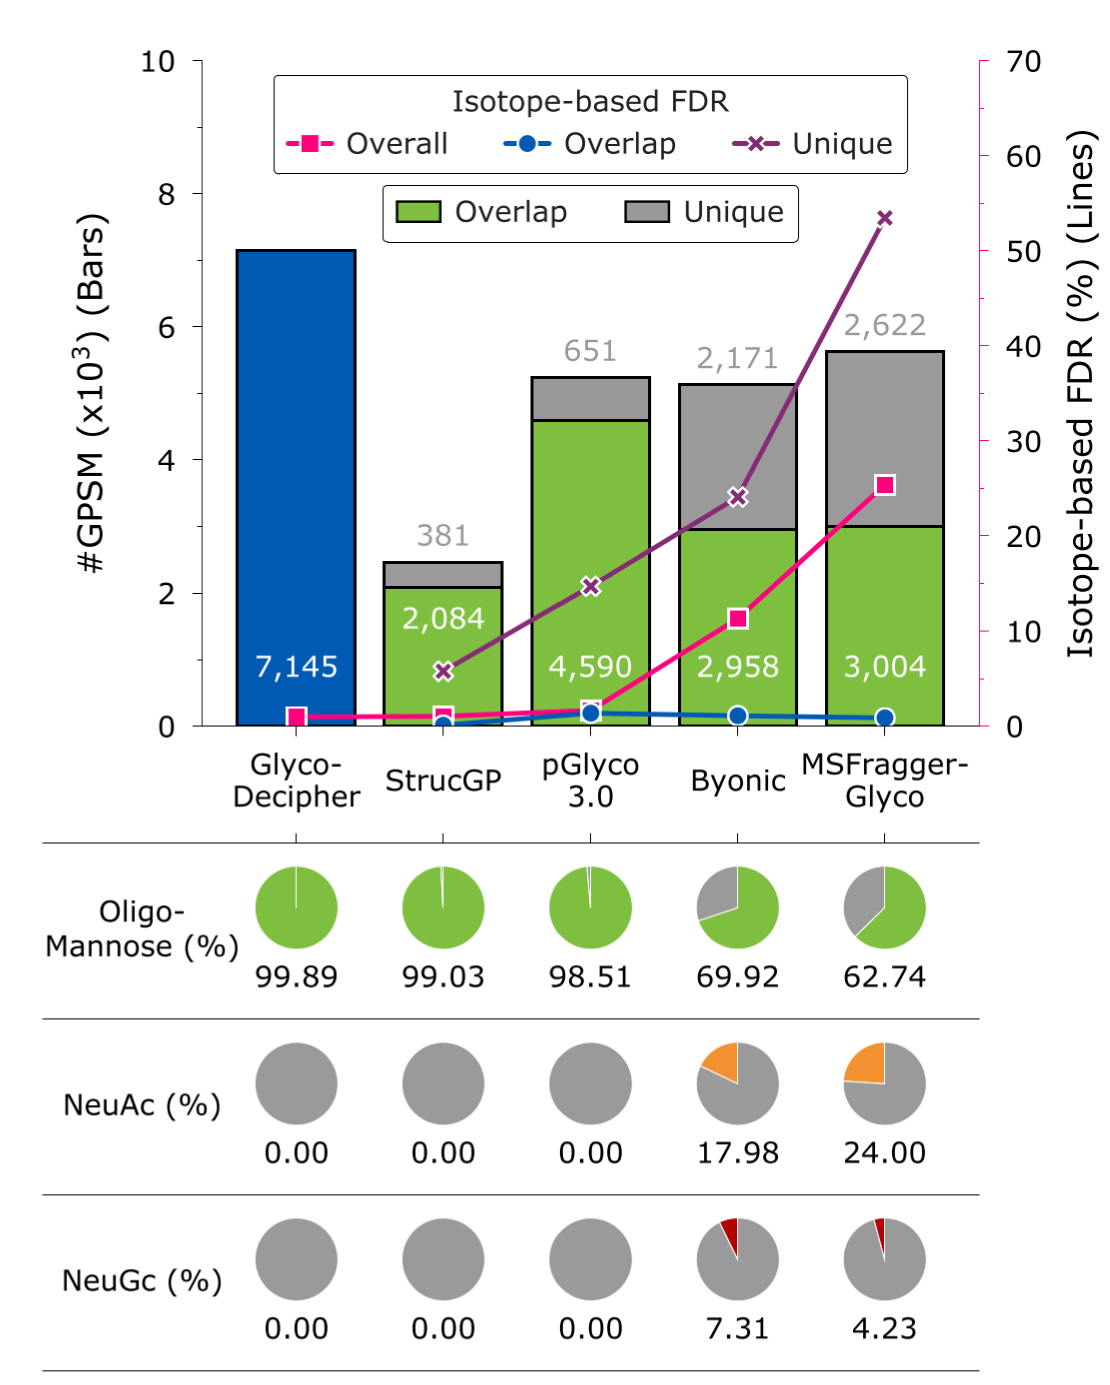 10
8
6
4
2
0
#GPSM (x10³) (Bars)
70
60
50
40
30
20
10
0
Isotope-based FDR (%) (Lines)
Isotope-based FDR
Overall Overlap Unique
Overlap Unique
7,145
381
2,084
651
4,590
2,171
2,958
2,622
3,004
Glyco-
Decipher
StrucGP
pGlyco
3.0
Byonic
MSFragger-
Glyco
Oligo-
Mannose (%)
99.89 99.03 98.51 69.92 62.74
NeuAc (%)
0.00 0.00 0.00 17.98 24.00
NeuGc (%)
0.00 0.00 0.00 7.31 4.23